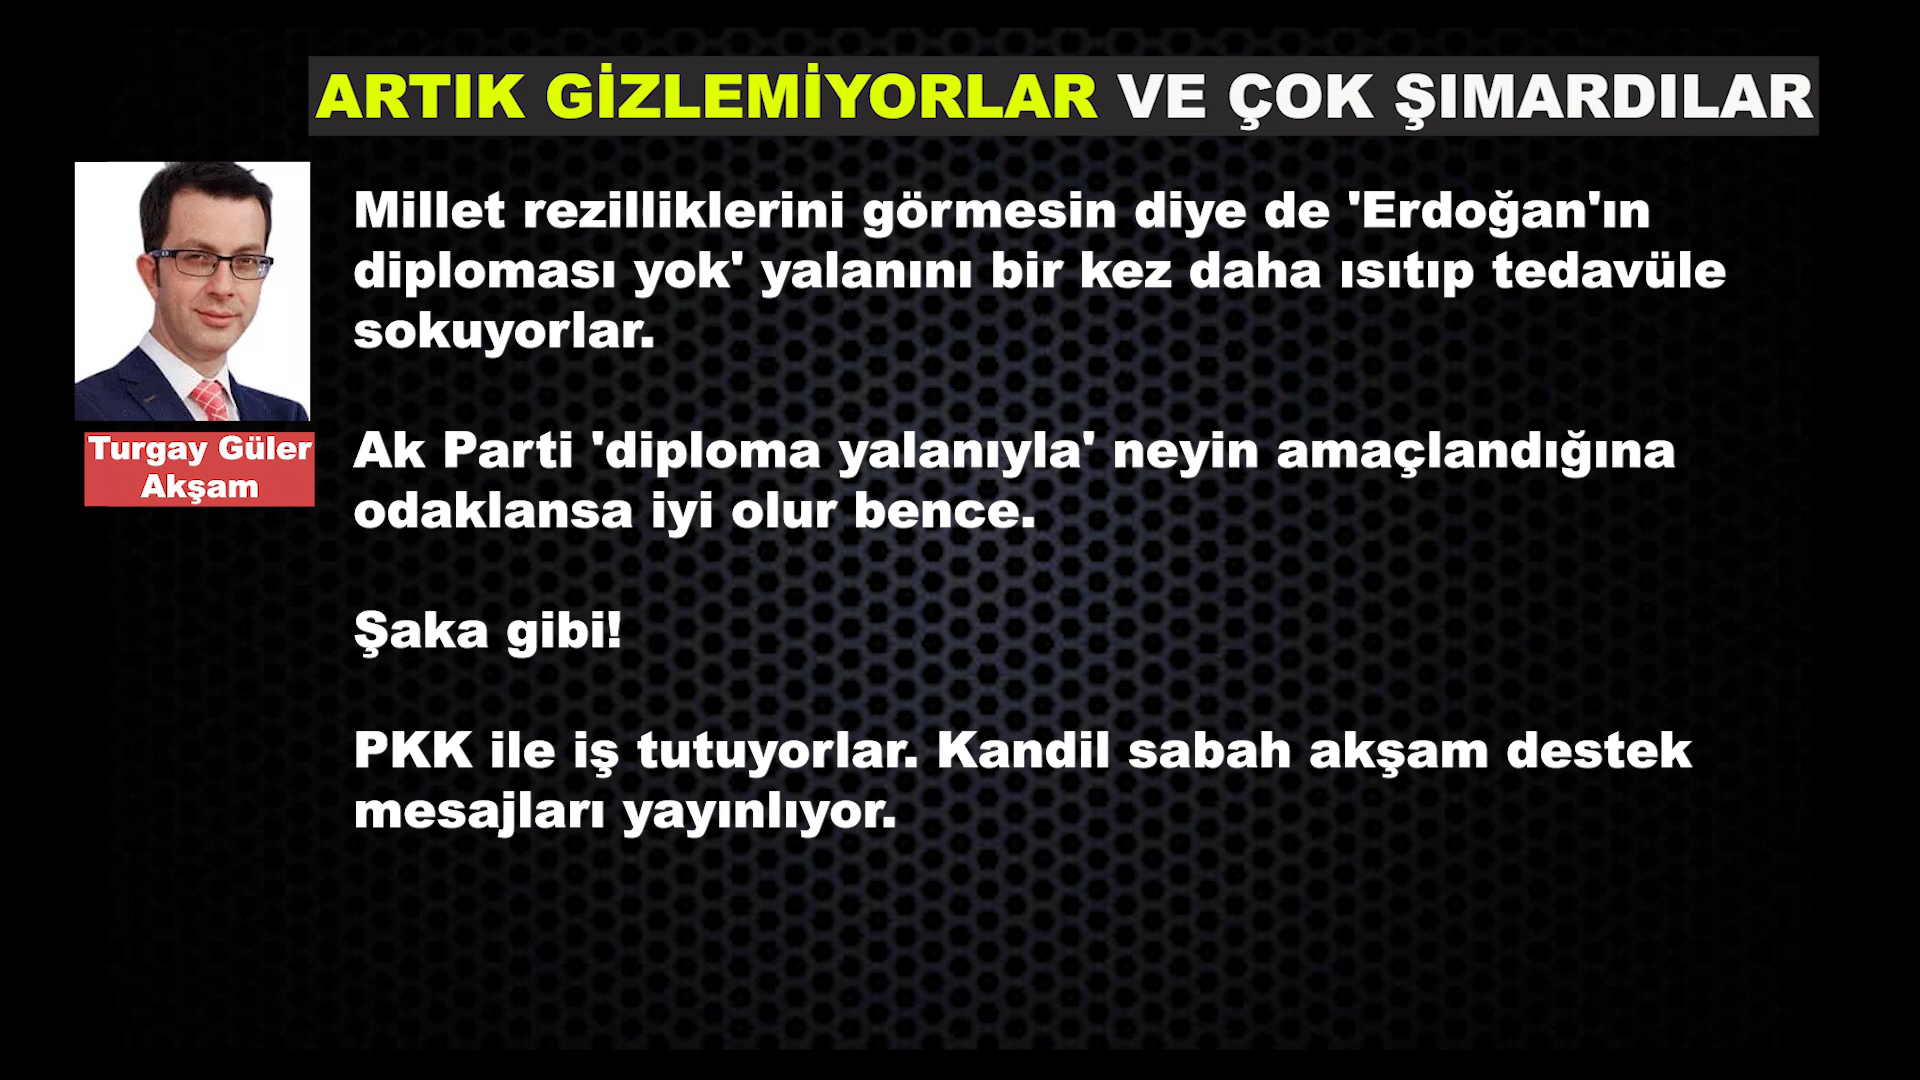 ARTIK GİZLEMİYORLAR VE ÇOK ŞIMARDILAR
Turgay Güler
Akşam
Millet rezilliklerini görmesin diye de 'Erdoğan'ın
diploması yok' yalanını bir kez daha ısıtıp tedavüle
sokuyorlar.
Ak Parti 'diploma yalanıyla' neyin amaçlandığına
odaklansa iyi olur bence.
Şaka gibi!
PKK ile iş tutuyorlar. Kandil sabah akşam destek
mesajları yayınlıyor.